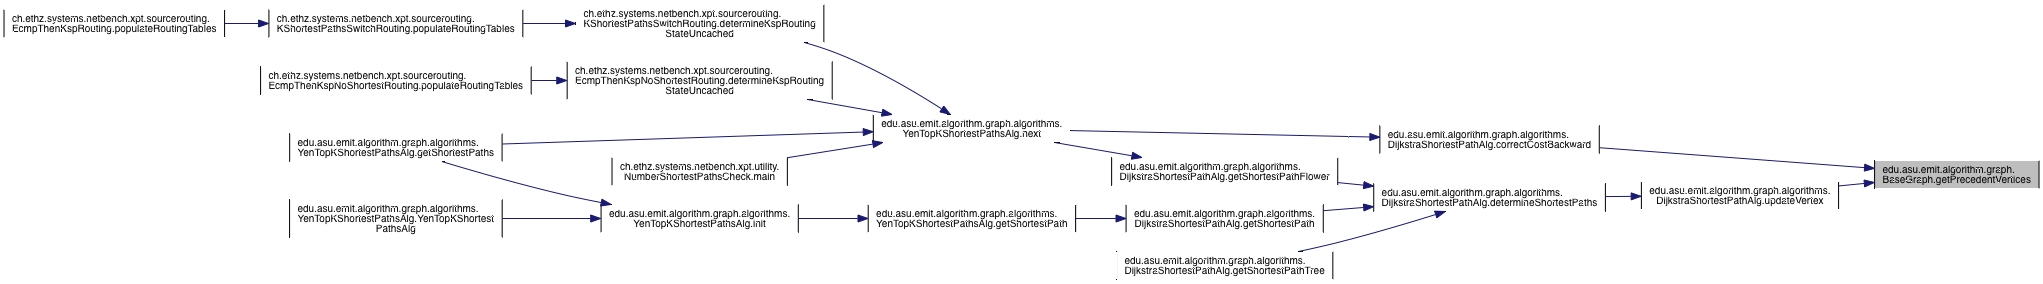 ch.ethz.systems.netbench.xpt.sourcerouting.
EcmpThenKspRouting.populateRoutingTables
ch.ethz.systems.netbench.xpt.sourcerouting.
KShortestPathsSwitchRouting.populateRoutingTables
ch.ethz.systems.netbench.xpt.sourcerouting.
KShortestPathsSwitchRouting.determineKspRouting
StateUncached
ch.ethz.systems.netbench.xpt.sourcerouting.
EcmpThenKspNoShortestRouting.populateRoutingTables
ch.ethz.systems.netbench.xpt.sourcerouting.
EcmpThenKspNoShortestRouting.determineKspRouting
StateUncached
edu.asu.emit.algorithm.graph.algorithms.
YenTopKShortestPathsAlg.getShortestPaths
ch.ethz.systems.netbench.xpt.utility.
NumberShortestPathsCheck.main
edu.asu.emit.algorithm.graph.algorithms.
YenTopKShortestPathsAlg.next
edu.asu.emit.algorithm.graph.algorithms.
DijkstraShortestPathAlg.correctCostBackward
edu.asu.emit.algorithm.graph.algorithms.
DijkstraShortestPathAlg.getShortestPathFlower
edu.asu.emit.algorithm.graph.
BaseGraph.getPrecedentVertices
edu.asu.emit.algorithm.graph.algorithms.
YenTopKShortestPathsAlg.YenTopKShortest
PathsAlg
edu.asu.emit.algorithm.graph.algorithms.
YenTopKShortestPathsAlg.init
edu.asu.emit.algorithm.graph.algorithms.
YenTopKShortestPathsAlg.getShortestPath
edu.asu.emit.algorithm.graph.algorithms.
DijkstraShortestPathAlg.getShortestPath
edu.asu.emit.algorithm.graph.algorithms.
DijkstraShortestPathAlg.determineShortestPaths
edu.asu.emit.algorithm.graph.algorithms.
DijkstraShortestPathAlg.updateVertex
edu.asu.emit.algorithm.graph.algorithms.
DijkstraShortestPathAlg.getShortestPathTree